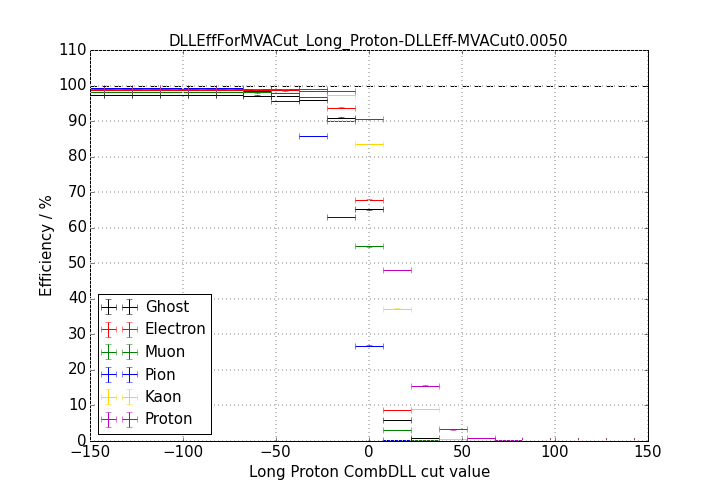 DLLEffForMVACut_Long_Proton-DLLEff-MVACut0.0050
110
100
90
80
70
60
50
40
30
20
10
0
Efficiency / %
Ghost
Electron
Muon
Pion
Kaon
Proton
−150 −100 −50 0 50 100 150
Long Proton CombDLL cut value